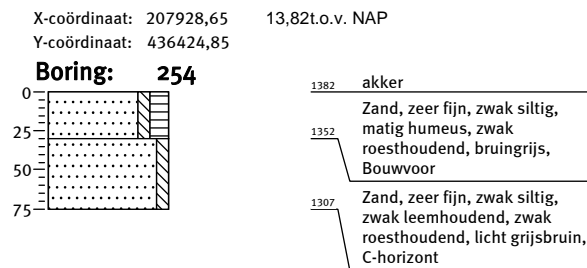 X-coördinaat: 207928,65 13,82t.o.v. NAP
Y-coördinaat: 436424,85
Boring: 254
0
25
50
75
1382 akker
Zand, zeer fijn, zwak siltig,
1352 matig humeus, zwak
roesthoudend, bruingrijs,
Bouwvoor
Zand, zeer fijn, zwak siltig,
1307 zwak leemhoudend, zwak
roesthoudend, licht grijsbruin,
C-horizont